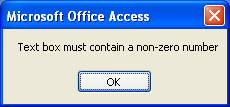 Microsoft Office Access
Text box must contain a non-zero number
OK